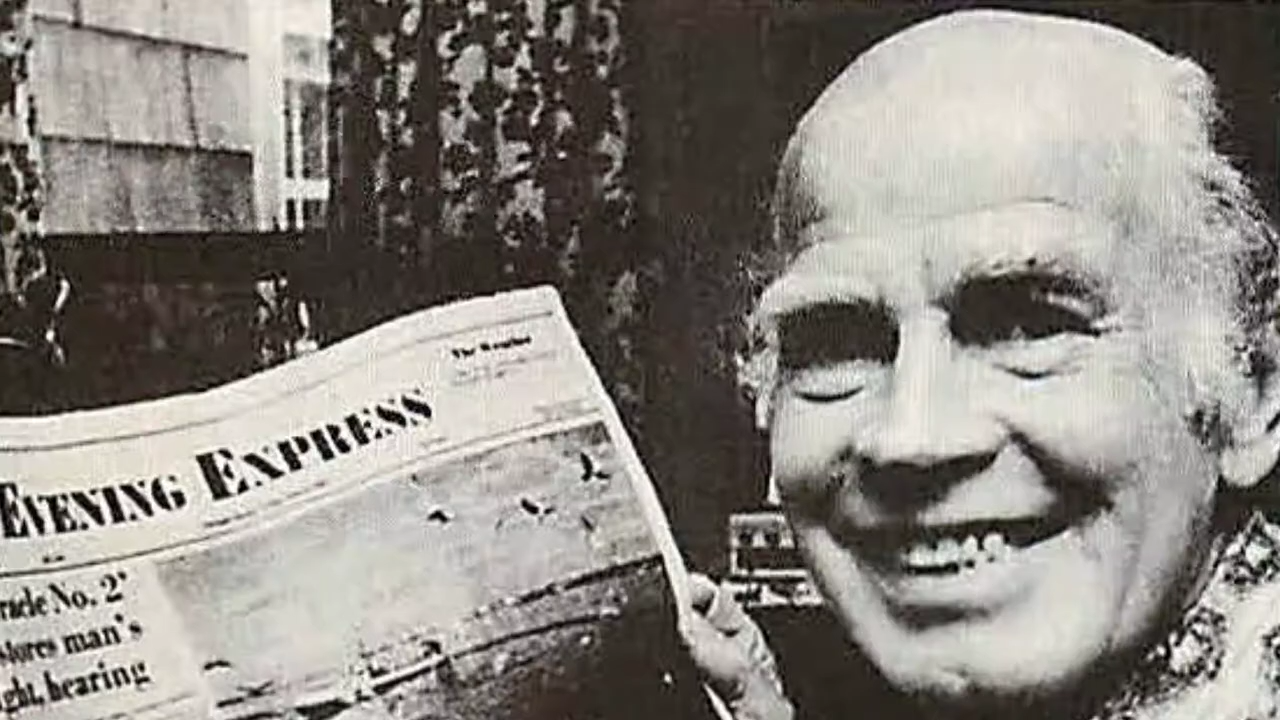 The Weather
EVENING EXPRESS
racle No. 2'
stores man's
ght, hearing